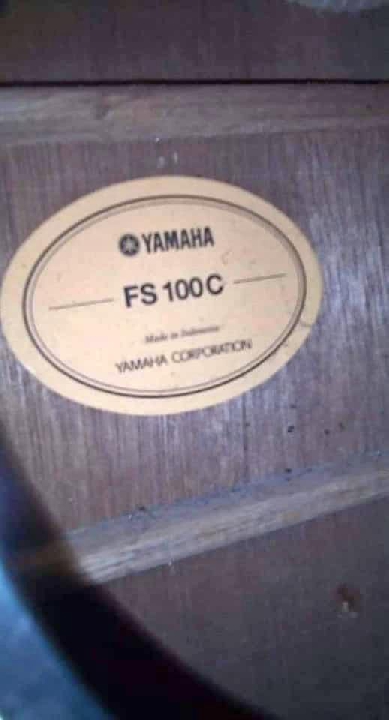 YAMAHA
FS 100C
Made in Indonesia
YAMAHA CORPORATION